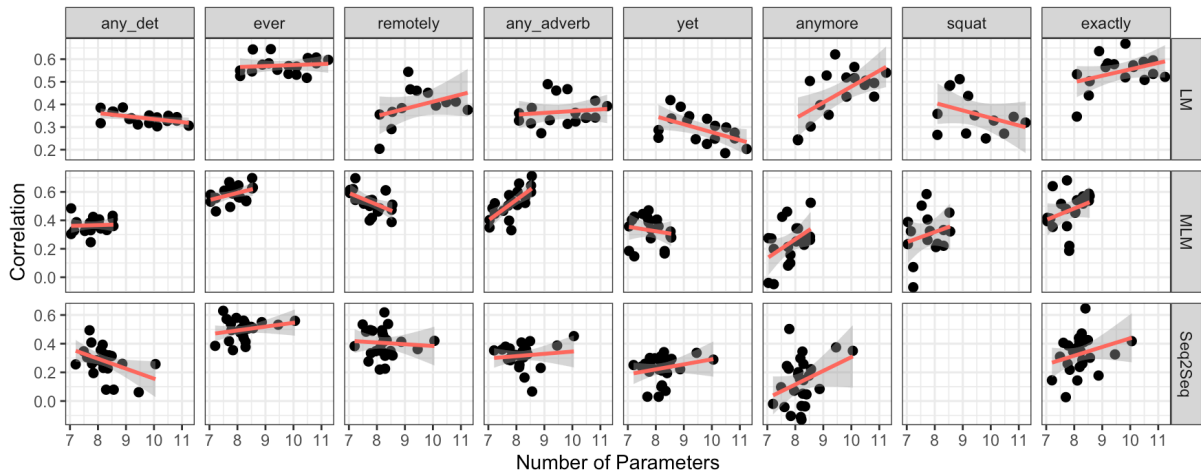 any_det ever remotely any_adverb yet anymore squat exactly
0.6
0.5
0.4
0.3
0.2
LM
0.6
0.4
0.2
0.0
MLM
0.6
0.4
0.2
0.0
Seq2Seq
Correlation
7 8 9 10 11 7 8 9 10 11 7 8 9 10 11 7 8 9 10 11 7 8 9 10 11 7 8 9 10 11 7 8 9 10 11 7 8 9 10 11
Number of Parameters